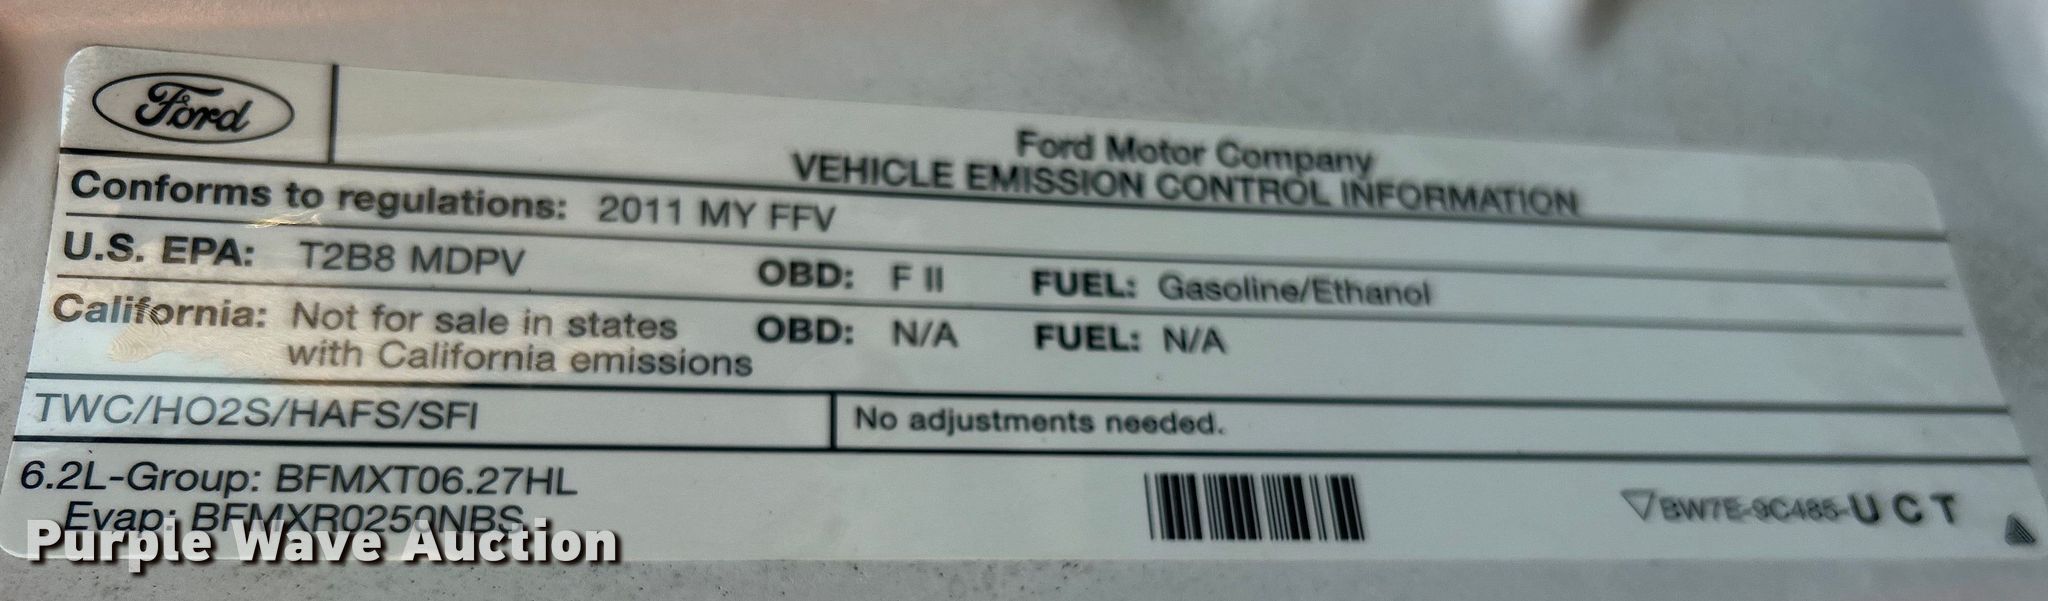 Ford
Ford Motor Company
VEHICLE EMISSION CONTROL INFORMATION
Conforms to regulations: 2011 MY FFV
U.S. EPA: T2B8 MDPV OBD: F II FUEL: Gasoline/Ethanol
California: Not for sale in states with California emissions OBD: N/A FUEL: N/A
TWC/HO2S/HAFS/SFI No adjustments needed.
6.2L-Group: BFMXT06.27HL
Evap: BFMXR0250NBS
BW7E-9C485-UCT
Purple Wave Auction